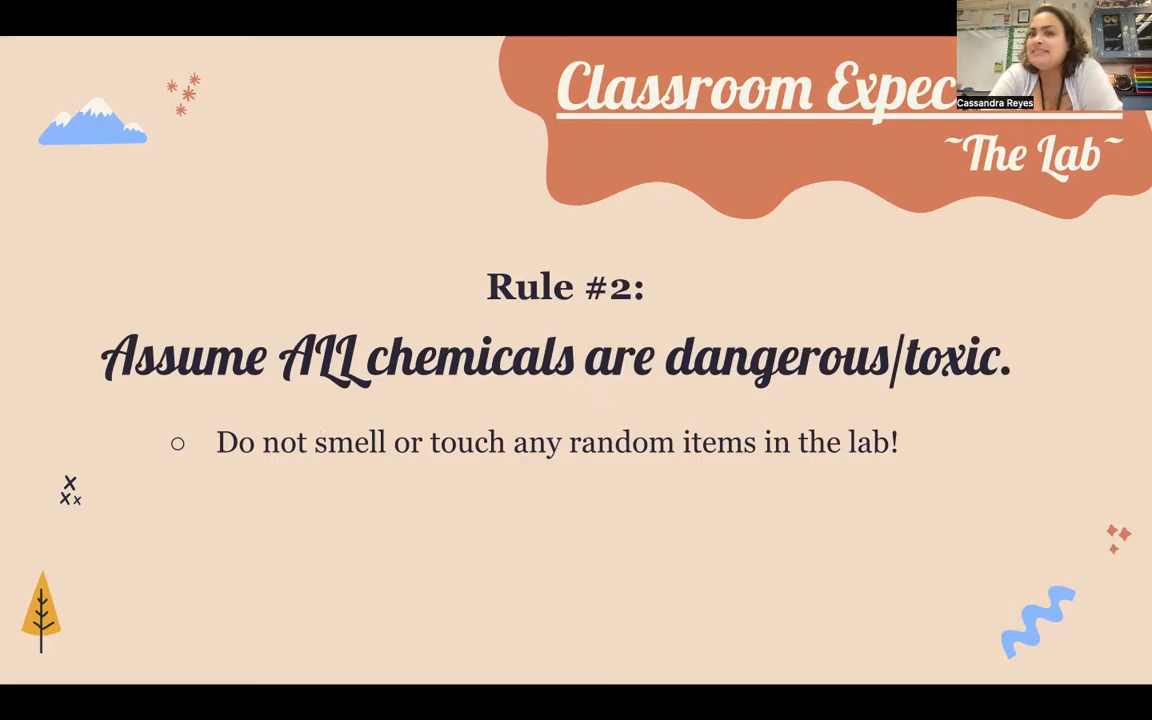 Classroom Expec
Cassandra Reyes
~The Lab~
Rule #2:
Assume ALL chemicals are dangerous/toxic.
○ Do not smell or touch any random items in the lab!